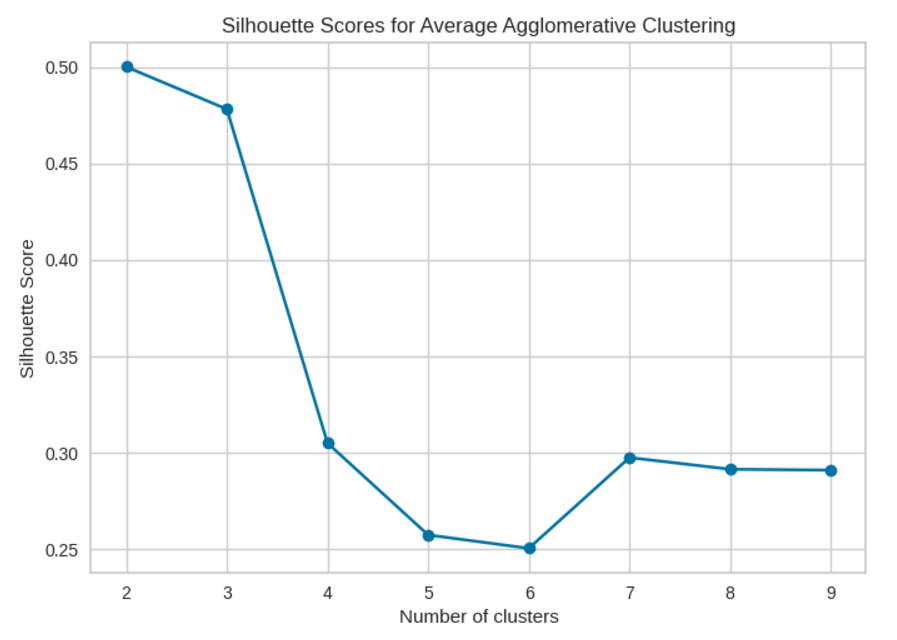 Silhouette Scores for Average Agglomerative Clustering
0.50
0.45
0.40
0.35
0.30
0.25
Silhouette Score
2 3 4 5 6 7 8 9
Number of clusters